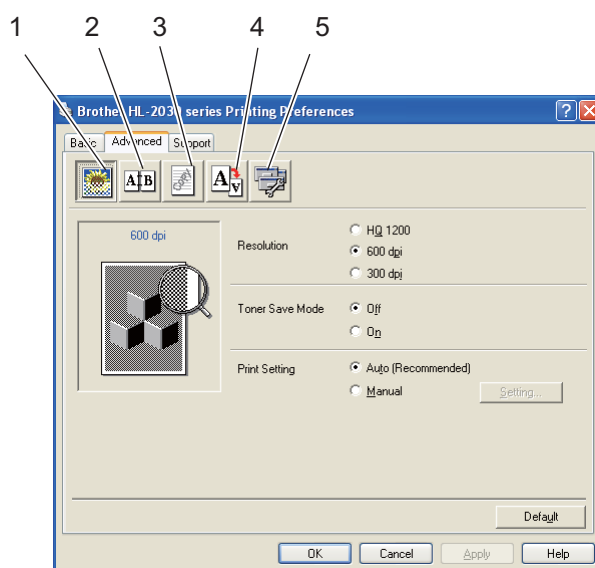 1 2 3 4 5
Brother HL-2030 series Printing Preferences
Basic Advanced Support
A B A A
600 dpi
Resolution
HQ 1200
600 dpi
300 dpi
Toner Save Mode
Off
On
Print Setting
Auto (Recommended)
Manual
Setting...
Default
OK Cancel Apply Help